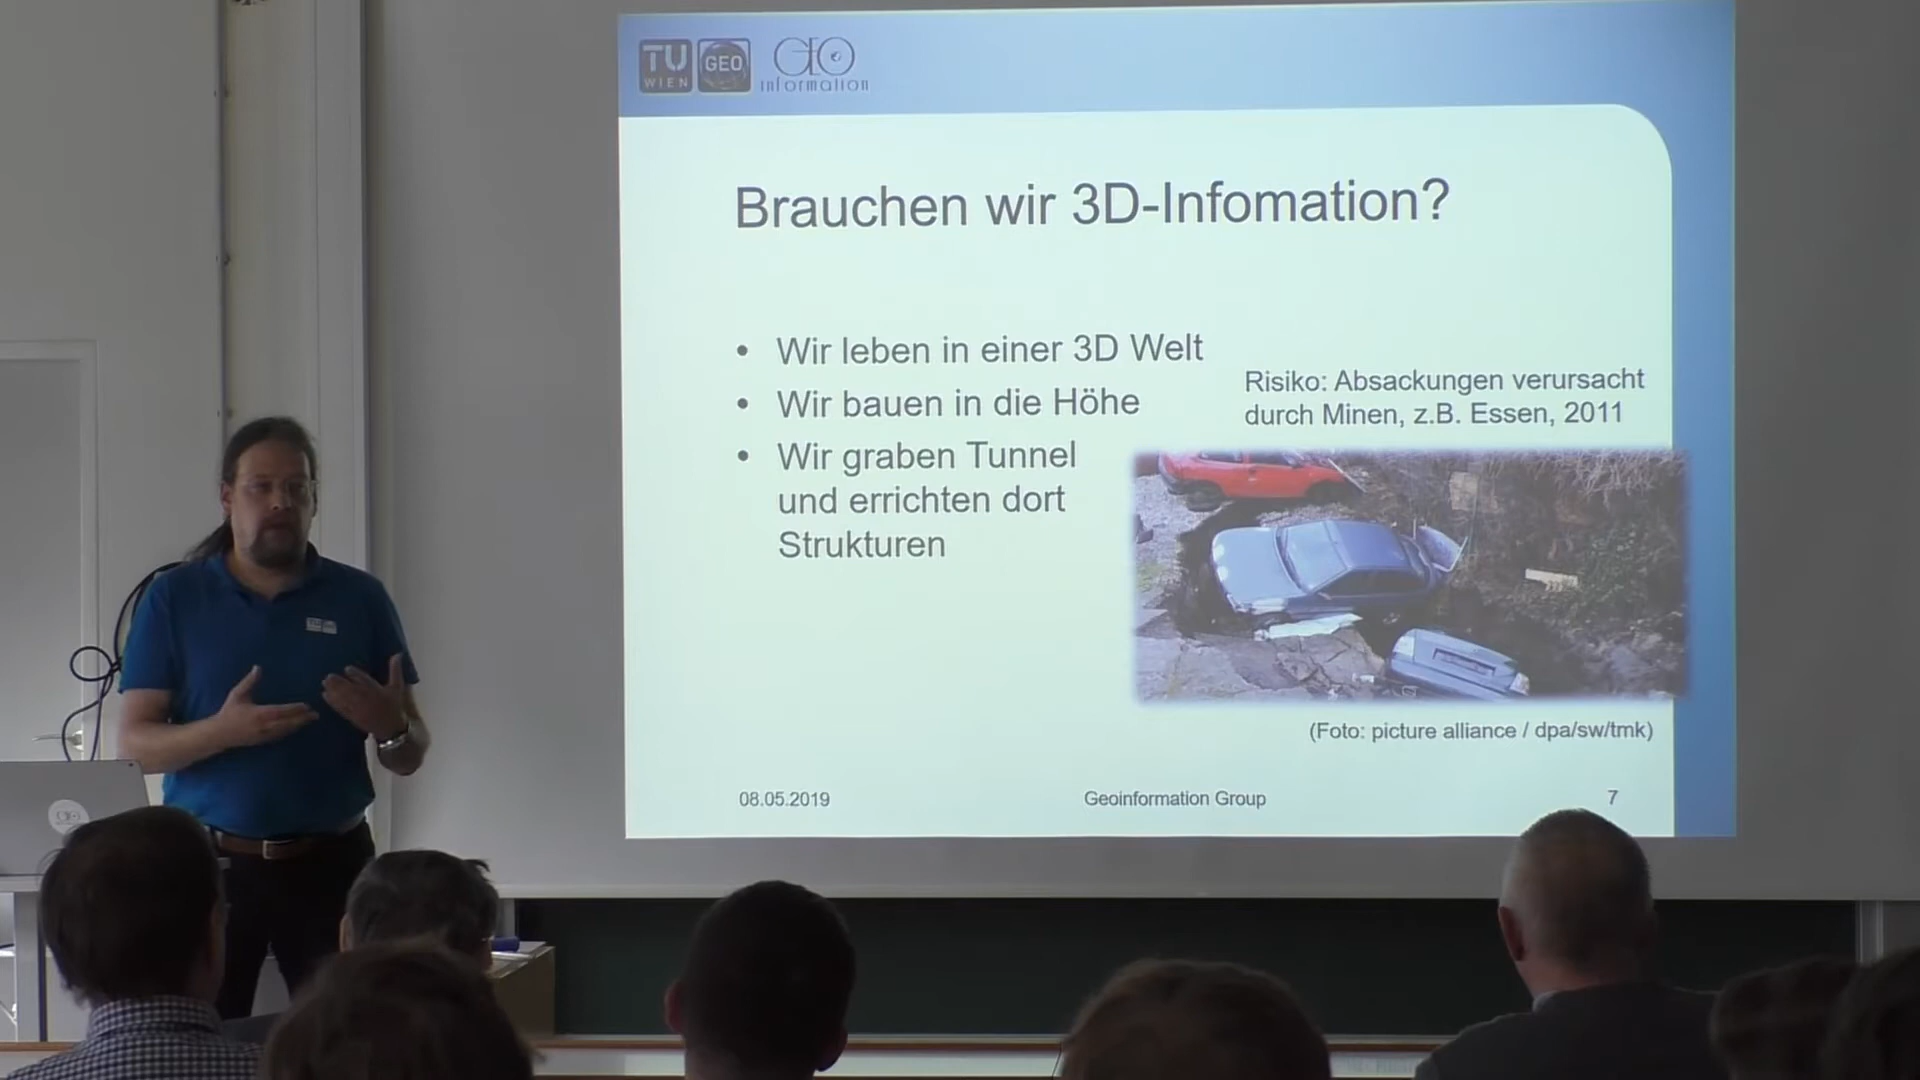 TU
WIEN
GEO
GEO
information
Brauchen wir 3D-Infomation?
• Wir leben in einer 3D Welt
• Wir bauen in die Höhe
• Wir graben Tunnel
und errichten dort
Strukturen
Risiko: Absackungen verursacht
durch Minen, z.B. Essen, 2011
(Foto: picture alliance / dpa/sw/tmk)
08.05.2019
Geoinformation Group
7